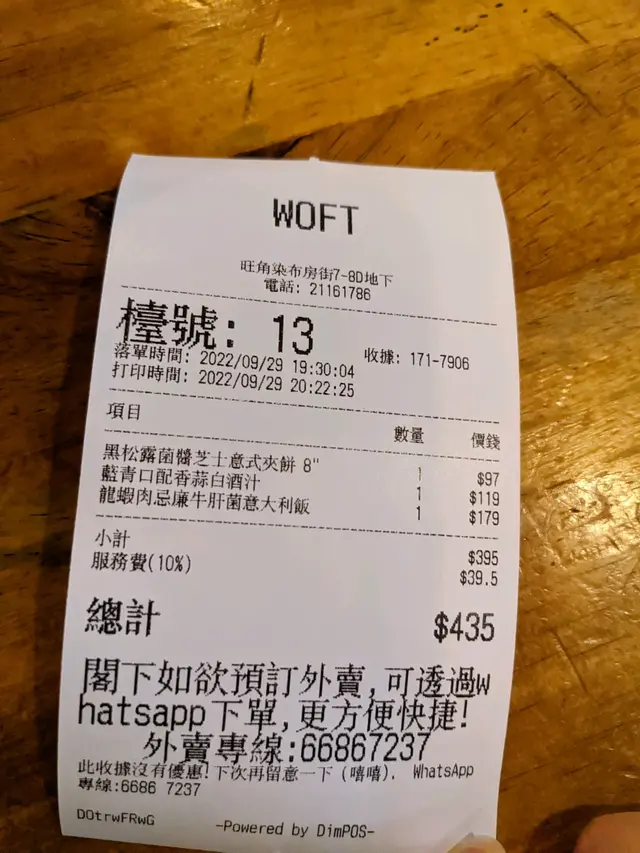 WOFT
旺角染布房街7-8D地下
電話: 21161786
檯號: 13
落單時間: 2022/09/29 19:30:04 收據: 171-7906
打印時間: 2022/09/29 20:22:25
項目 數量 價錢
黑松露菌醬芝士意式夾餅 8" 1 $97
藍青口配香蒜白酒汁 1 $119
龍蝦肉忌廉牛肝菌意大利飯 1 $179
小計 $395
服務費(10%) $39.5
總計 $435
閣下如欲預訂外賣,可透過w
hatsapp下單,更方便快捷!
外賣專線:66867237
此收據沒有優惠!下次再留意一下 (嘻嘻). WhatsApp
專線:6686 7237
DOtrwFRwG
-Powered by DimPOS-